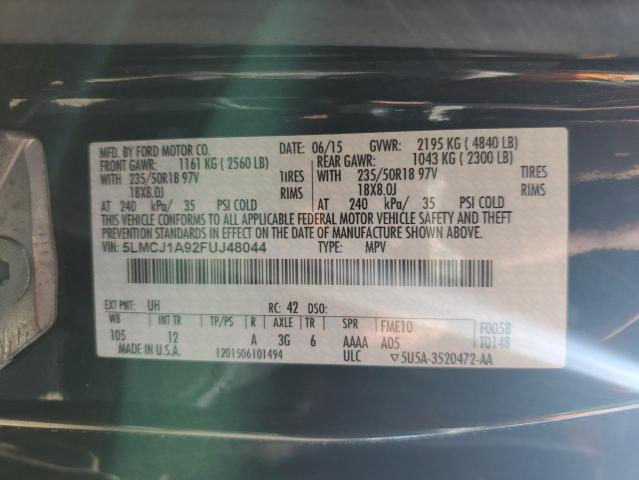 MFD. BY FORD MOTOR CO. DATE: 06/15 GVWR: 2195 KG ( 4840 LB)
FRONT GAWR: 1161 KG ( 2560 LB) REAR GAWR: 1043 KG ( 2300 LB)
WITH 235/50R18 97V TIRES WITH 235/50R18 97V TIRES
18X8.0J RIMS 18X8.0J RIMS
AT 240 kPa/ 35 PSI COLD AT 240 kPa/ 35 PSI COLD
THIS VEHICLE CONFORMS TO ALL APPLICABLE FEDERAL MOTOR VEHICLE SAFETY AND THEFT
PREVENTION STANDARDS IN EFFECT ON THE DATE OF MANUFACTURE SHOWN ABOVE.
VIN: 5LMCJ1A92FUJ48044 TYPE: MPV
EXT PNT: UH RC: 42 DSO:
WB INT TR TP/PS R AXLE TR SPR FME10 F0058
105 12 A 3G 6 AAAA A05 T0148
MADE IN U.S.A. 1201506101494 ULC ▽5U5A-3520472-AA